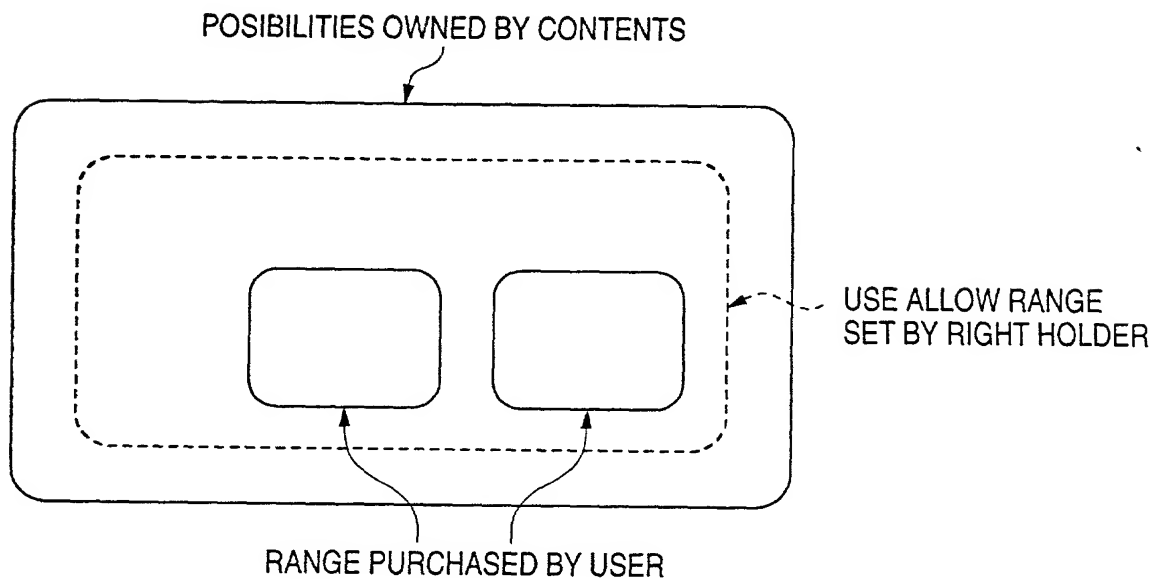 POSIBILITIES OWNED BY CONTENTS
USE ALLOW RANGE
SET BY RIGHT HOLDER
RANGE PURCHASED BY USER